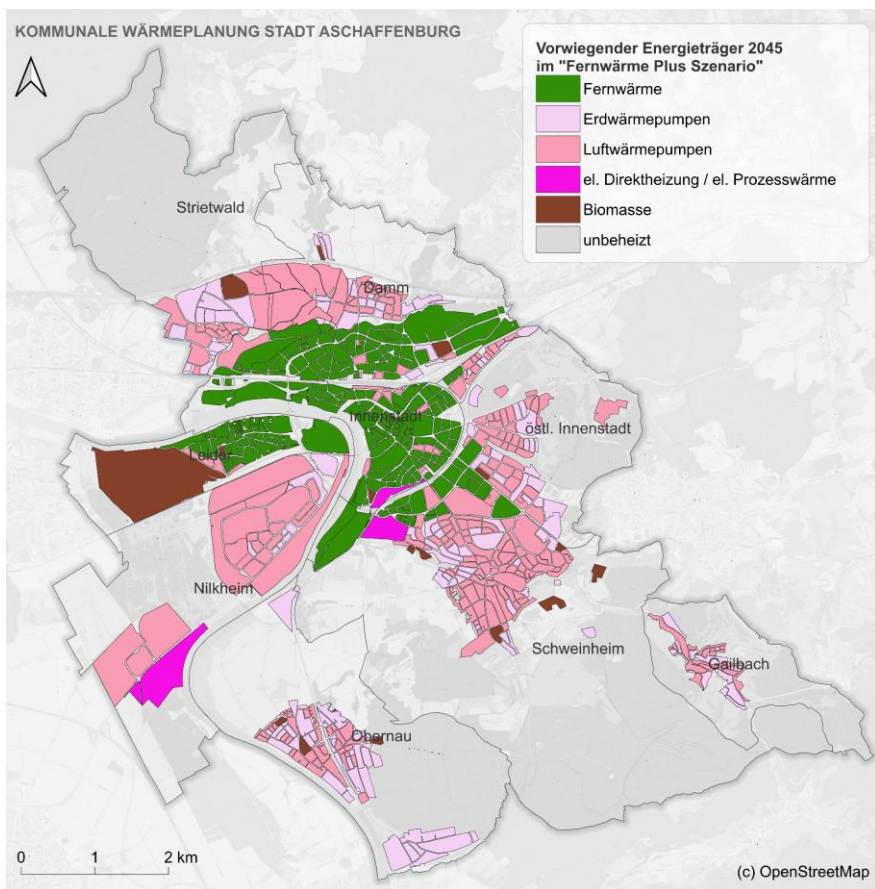 KOMMUNALE WÄRMEPLANUNG STADT ASCHAFFENBURG
Vorwiegender Energieträger 2045
im "Fernwärme Plus Szenario"
Fernwärme
Erdwärmepumpen
Luftwärmepumpen
el. Direktheizung / el. Prozesswärme
Biomasse
unbeheizt
Strietwald
Damm
Innenstadt
östl. Innenstadt
Leider
Nilkheim
Schweinheim
Gailbach
Obernau
0 1 2 km
(c) OpenStreetMap